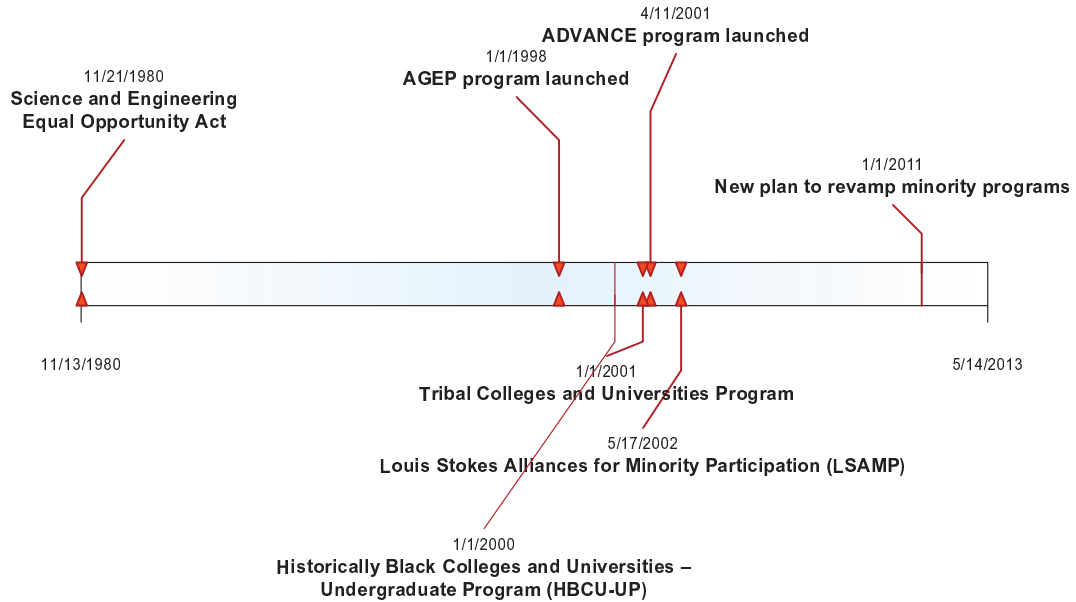 4/11/2001
ADVANCE program launched
1/1/1998
AGEP program launched
11/21/1980
Science and Engineering
Equal Opportunity Act
1/1/2011
New plan to revamp minority programs
11/13/1980
5/14/2013
1/1/2001
Tribal Colleges and Universities Program
5/17/2002
Louis Stokes Alliances for Minority Participation (LSAMP)
1/1/2000
Historically Black Colleges and Universities –
Undergraduate Program (HBCU-UP)